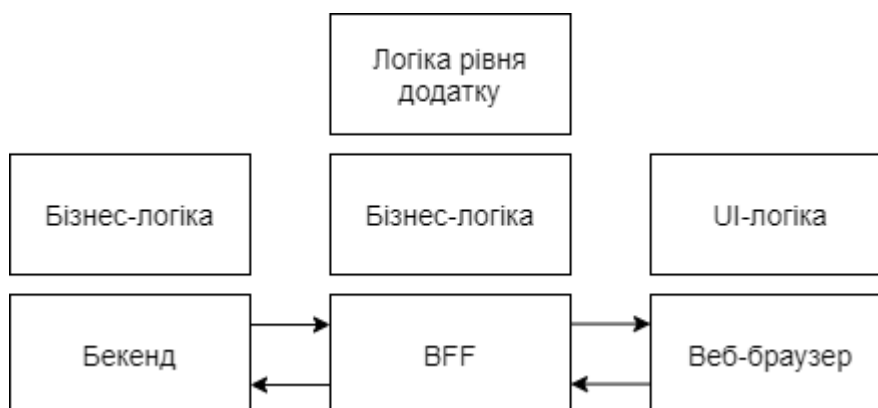 Логіка рівня
додатку
Бізнес-логіка
Бізнес-логіка
UI-логіка
Бекенд
BFF
Веб-браузер